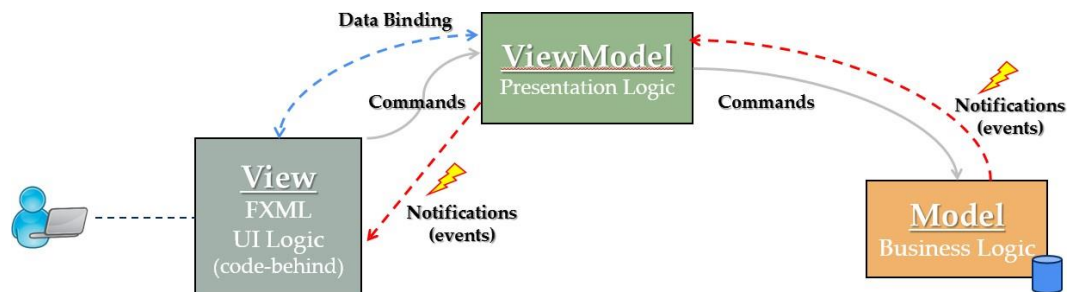 Data Binding
ViewModel
Presentation Logic
Commands
Commands
Notifications
(events)
View
FXML
UI Logic
(code-behind)
Notifications
(events)
Model
Business Logic